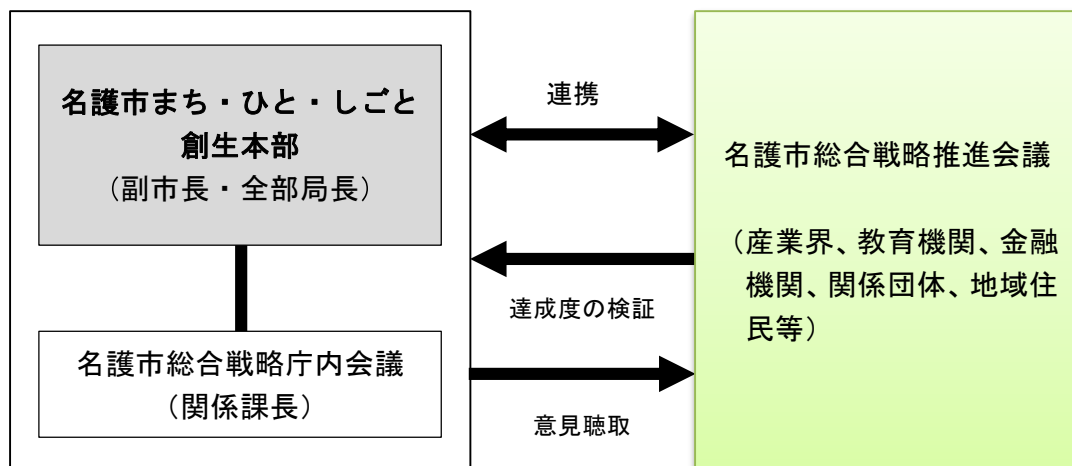 名護市まち・ひと・しごと
創生本部
（副市長・全部局長）
名護市総合戦略庁内会議
（関係課長）
連携
達成度の検証
意見聴取
名護市総合戦略推進会議
（産業界、教育機関、金融
機関、関係団体、地域住
民等）